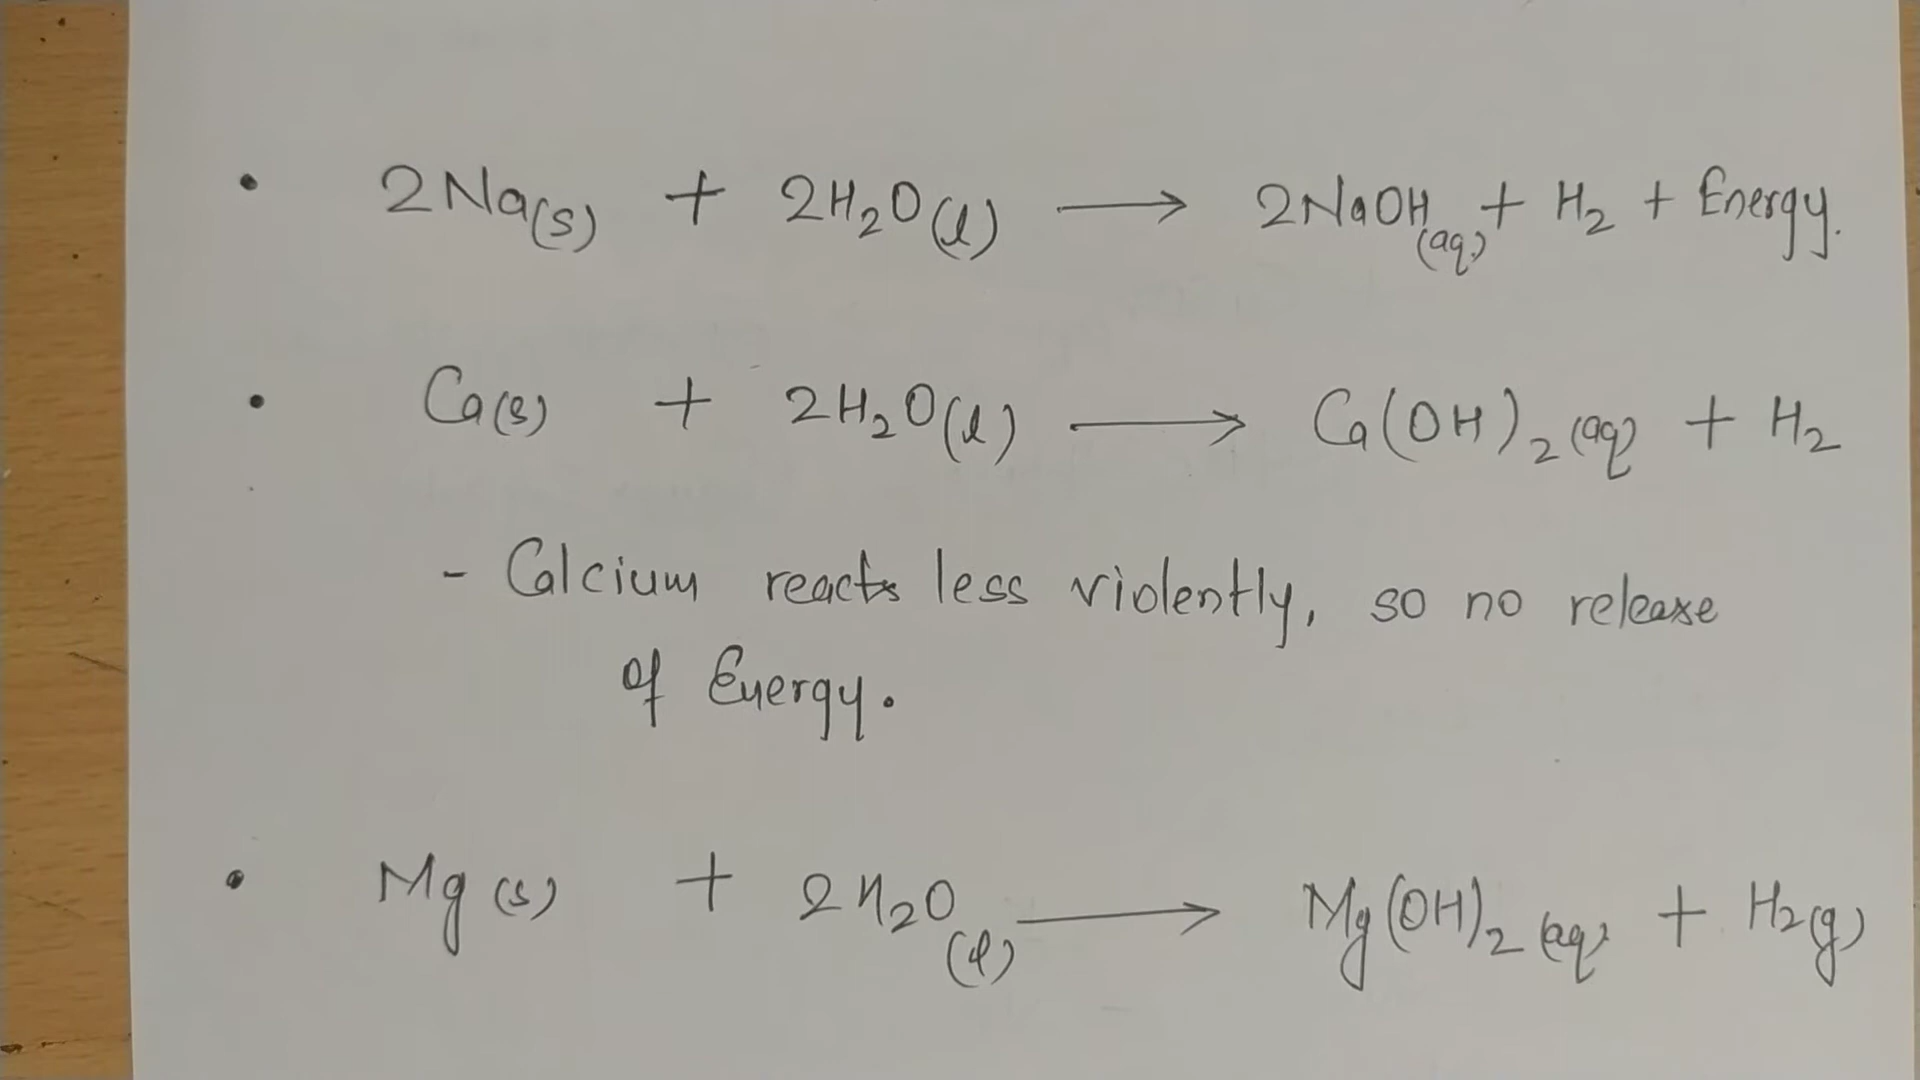 • 2Na(s) + 2H₂O(l) ⟶ 2NaOH(aq) + H₂ + Energy.
• Ca(s) + 2H₂O(l) ⟶ Ca(OH)₂(aq) + H₂
- Calcium reacts less violently, so no release
of Energy.
• Mg(s) + 2H₂O(l) ⟶ Mg(OH)₂(aq) + H₂(g)